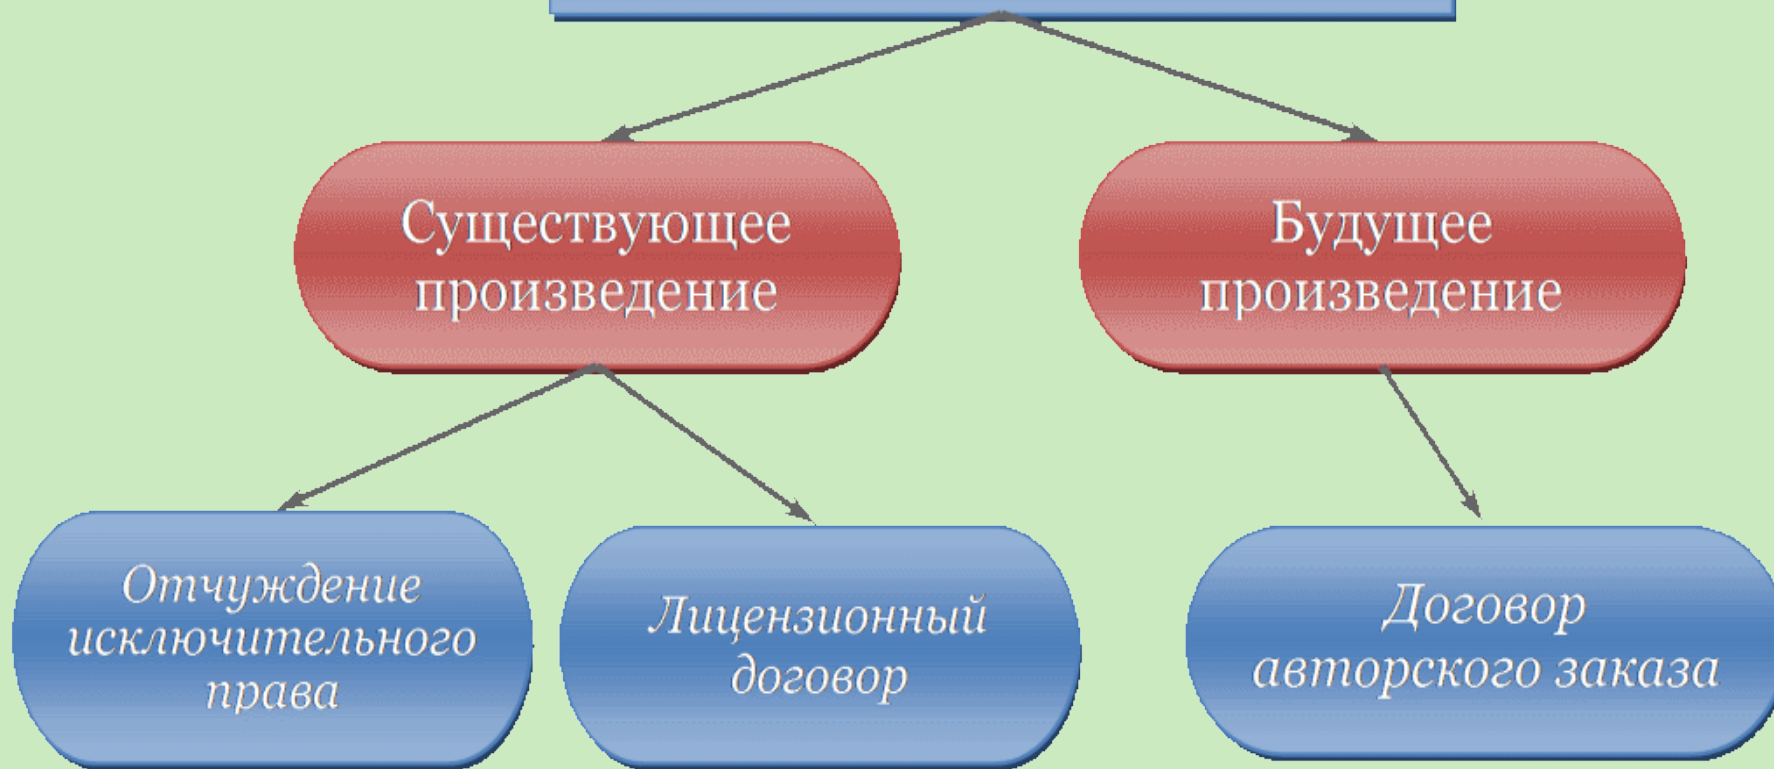 Существующее
произведение
Будущее
произведение
Отчуждение
исключительного
права
Лицензионный
договор
Договор
авторского заказа